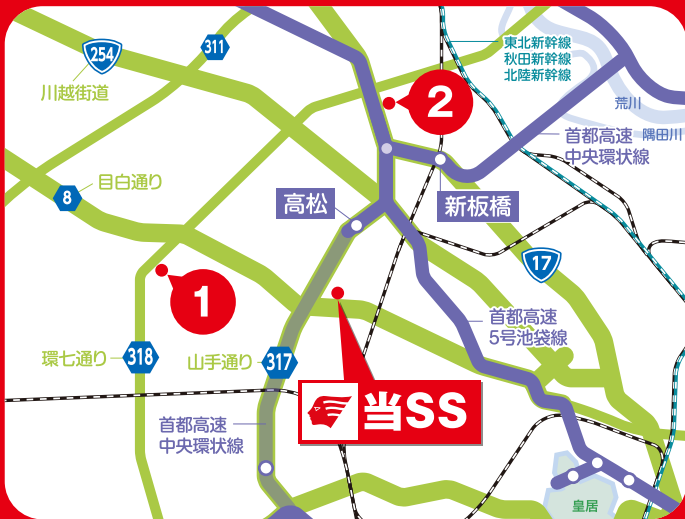 254
川越街道
311
東北新幹線
秋田新幹線
北陸新幹線
荒川
隅田川
2
首都高速
中央環状線
目白通り
8
高松
新板橋
17
1
首都高速
5号池袋線
環七通り
318
山手通り
317
当SS
首都高速
中央環状線
皇居